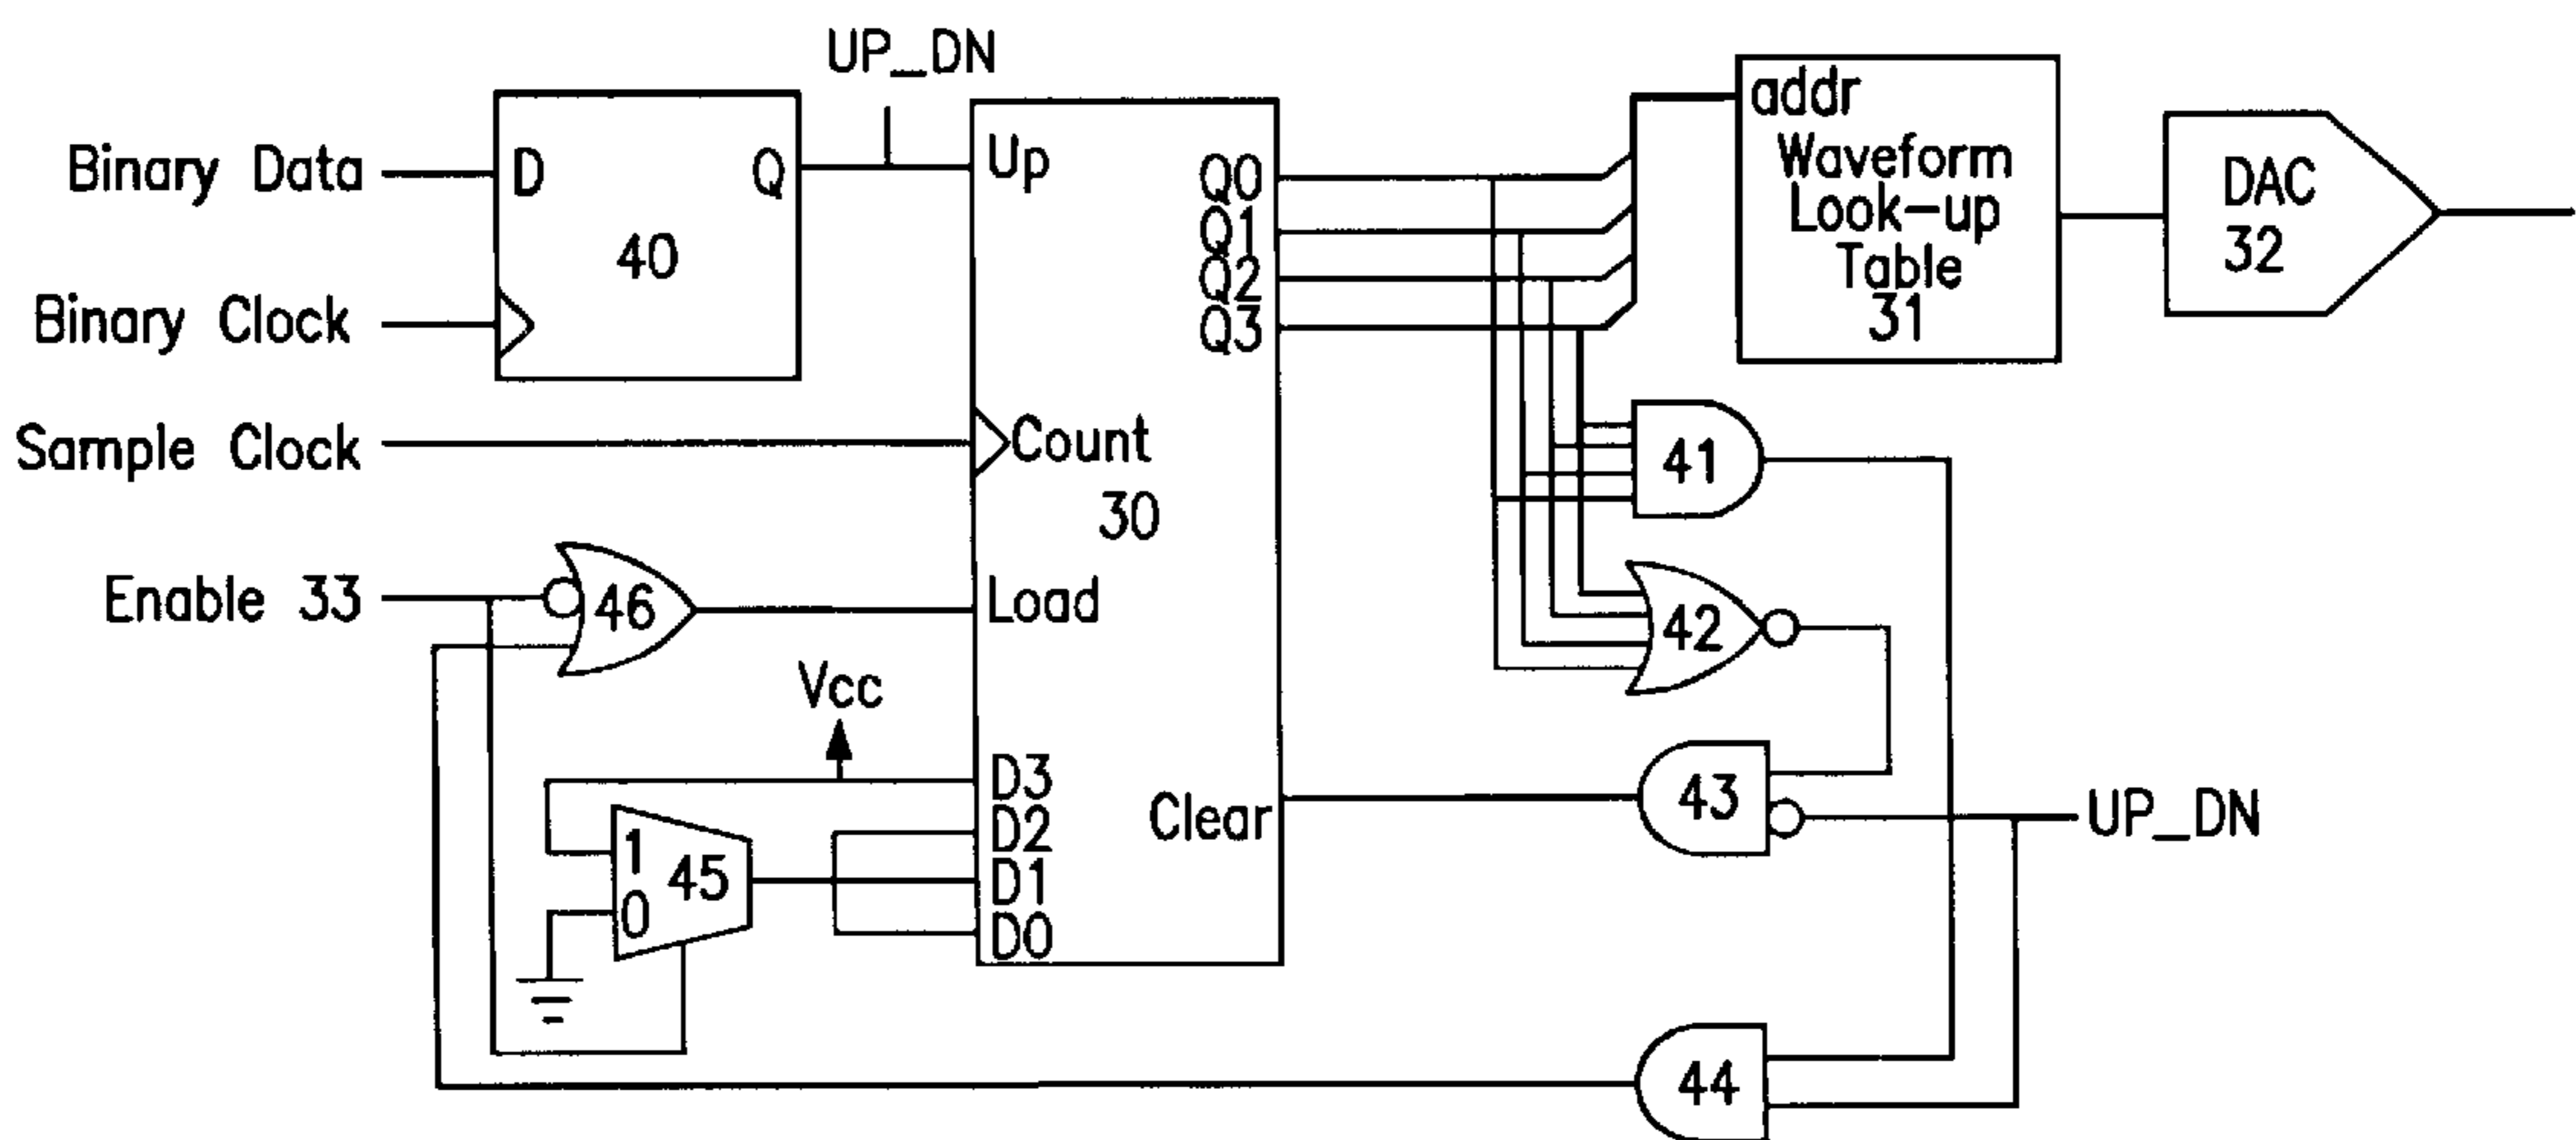 UP_DN
Binary Data
D
Q
40
Binary Clock
Up
Q0
Q1
Q2
Q3
addr
Waveform
Look-up
Table
31
DAC
32
Sample Clock
Count
30
41
Enable 33
46
Load
42
Vcc
D3
D2
D1
D0
1
0
45
Clear
43
UP_DN
44